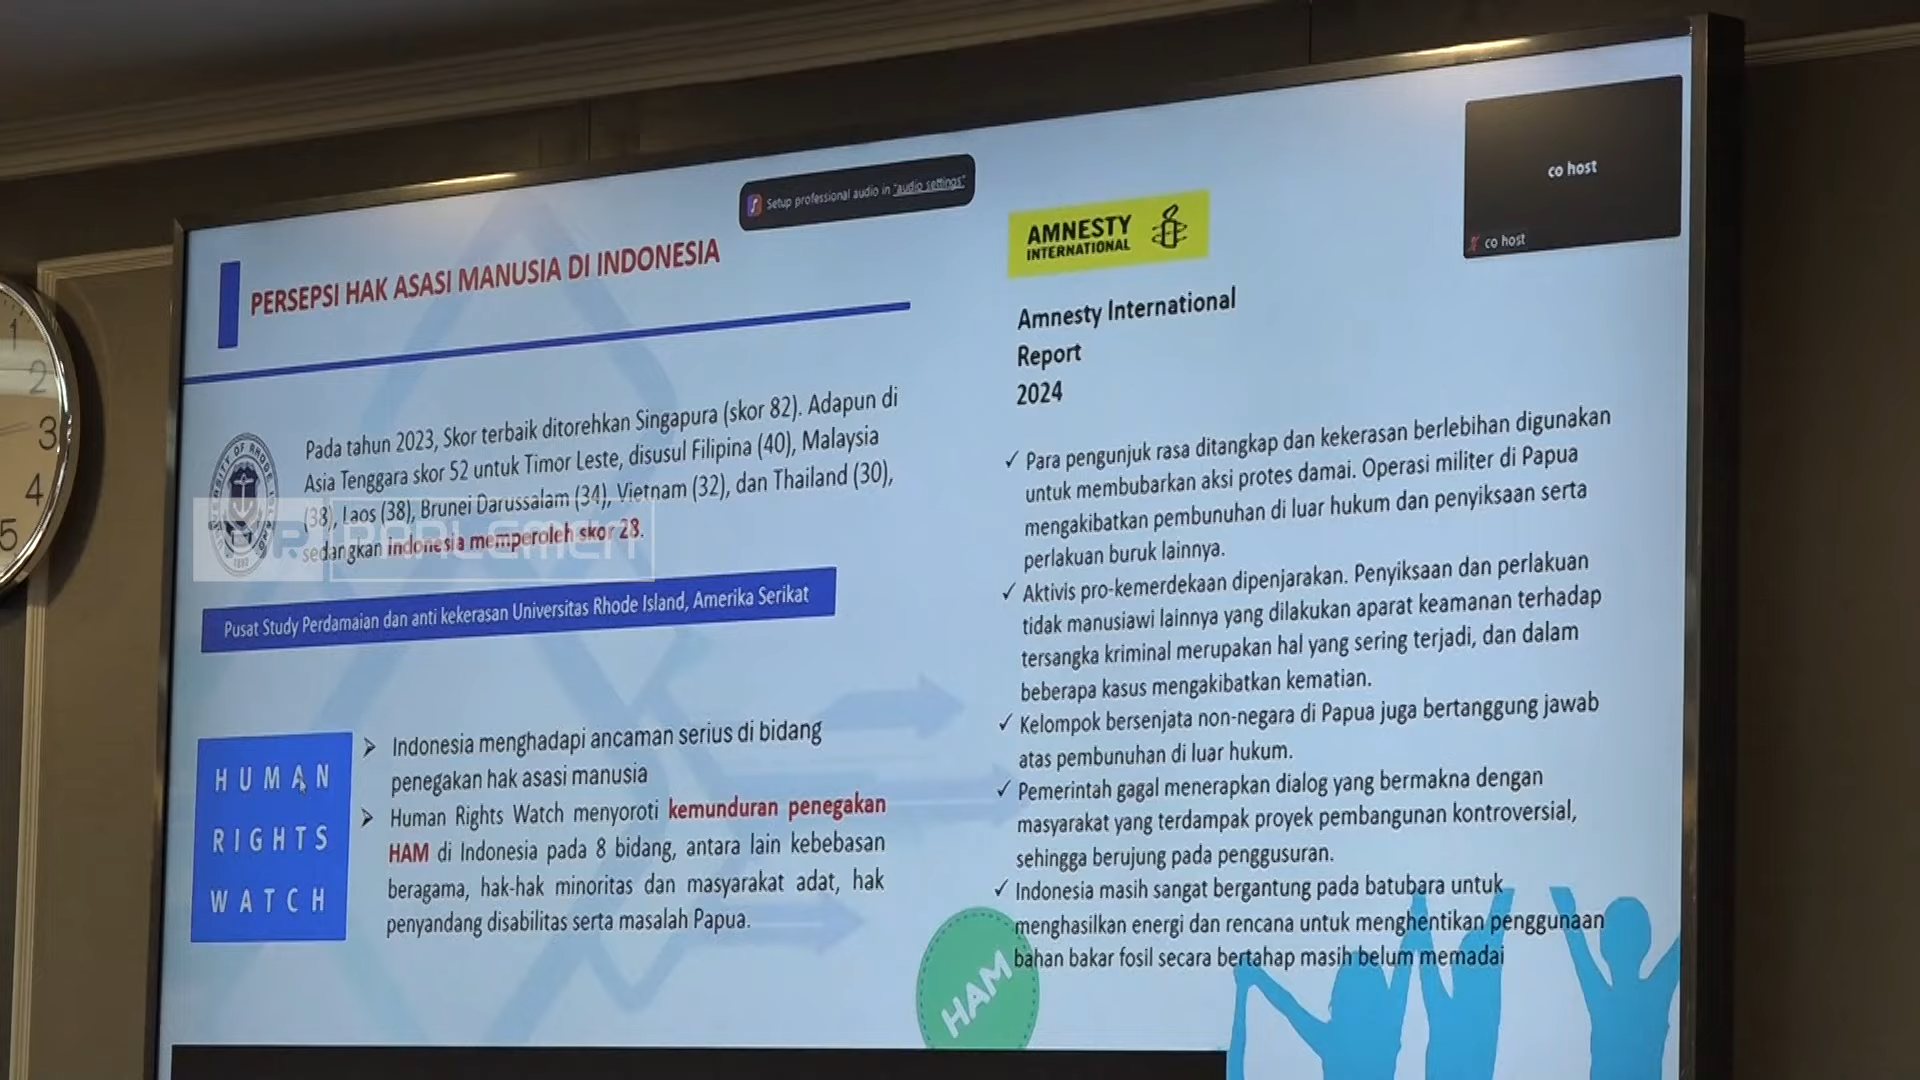 Setup professional audio in "audio settings"
co host
co host
PERSEPSI HAK ASASI MANUSIA DI INDONESIA
Pada tahun 2023, Skor terbaik ditorehkan Singapura (skor 82). Adapun di
Asia Tenggara skor 52 untuk Timor Leste, disusul Filipina (40), Malaysia
(38), Laos (38), Brunei Darussalam (34), Vietnam (32), dan Thailand (30),
sedangkan indonesia memperoleh skor 28.
PARLEMEN
Pusat Study Perdamaian dan anti kekerasan Universitas Rhode Island, Amerika Serikat
HUMAN
RIGHTS
WATCH
Indonesia menghadapi ancaman serius di bidang
penegakan hak asasi manusia
Human Rights Watch menyoroti kemunduran penegakan
HAM di Indonesia pada 8 bidang, antara lain kebebasan
beragama, hak-hak minoritas dan masyarakat adat, hak
penyandang disabilitas serta masalah Papua.
AMNESTY
INTERNATIONAL
Amnesty International
Report
2024
✓ Para pengunjuk rasa ditangkap dan kekerasan berlebihan digunakan
untuk membubarkan aksi protes damai. Operasi militer di Papua
mengakibatkan pembunuhan di luar hukum dan penyiksaan serta
perlakuan buruk lainnya.
✓ Aktivis pro-kemerdekaan dipenjarakan. Penyiksaan dan perlakuan
tidak manusiawi lainnya yang dilakukan aparat keamanan terhadap
tersangka kriminal merupakan hal yang sering terjadi, dan dalam
beberapa kasus mengakibatkan kematian.
✓ Kelompok bersenjata non-negara di Papua juga bertanggung jawab
atas pembunuhan di luar hukum.
✓ Pemerintah gagal menerapkan dialog yang bermakna dengan
masyarakat yang terdampak proyek pembangunan kontroversial,
sehingga berujung pada penggusuran.
✓ Indonesia masih sangat bergantung pada batubara untuk
menghasilkan energi dan rencana untuk menghentikan penggunaan
bahan bakar fosil secara bertahap masih belum memadai
HAM
1
2
3
4
5